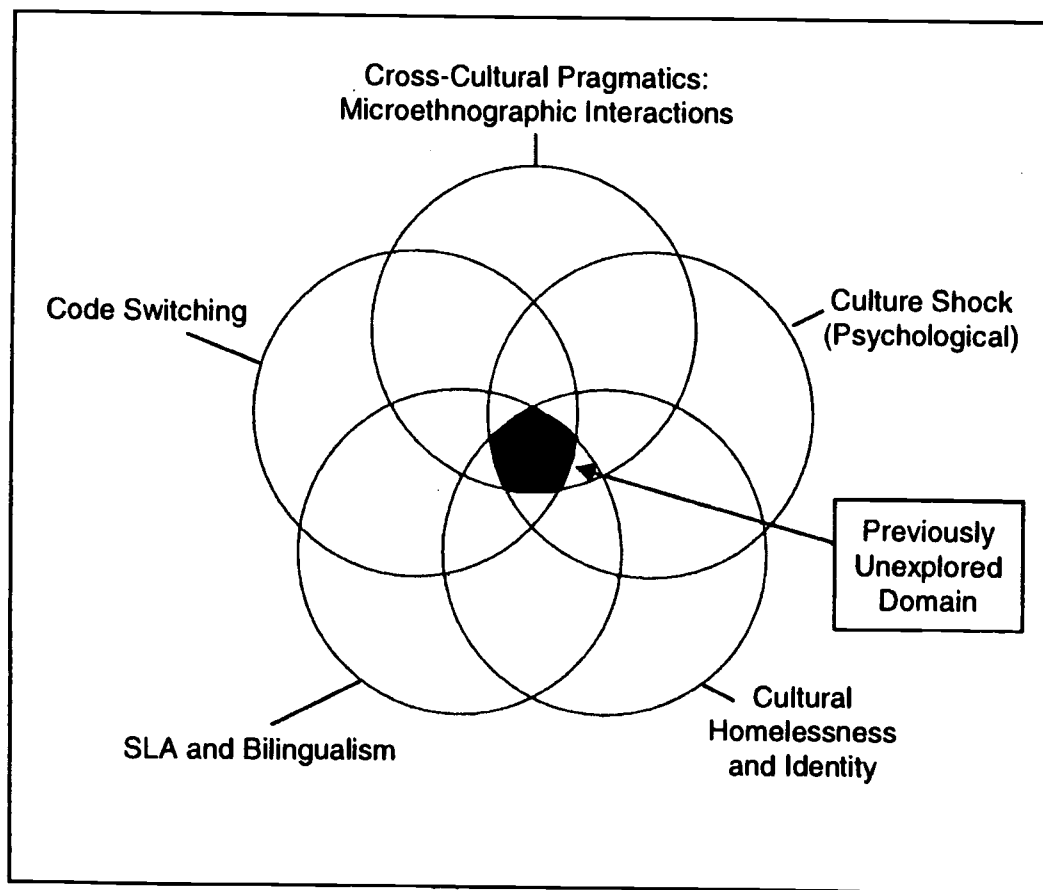 Cross-Cultural Pragmatics:
Microethnographic Interactions
Code Switching
Culture Shock
(Psychological)
Previously
Unexplored
Domain
Cultural
Homelessness
and Identity
SLA and Bilingualism